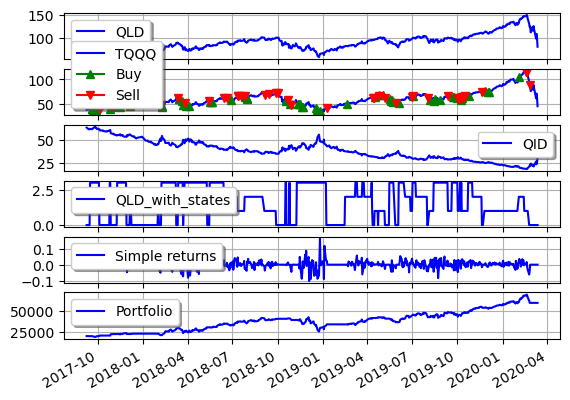 150
100
QLD
TQQQ
Buy
Sell
100
50
50
25
QID
2.5
0.0
QLD_with_states
0.1
0.0
−0.1
Simple returns
50000
25000
Portfolio
2017-10 2018-01 2018-04 2018-07 2018-10 2019-01 2019-04 2019-07 2019-10 2020-01 2020-04